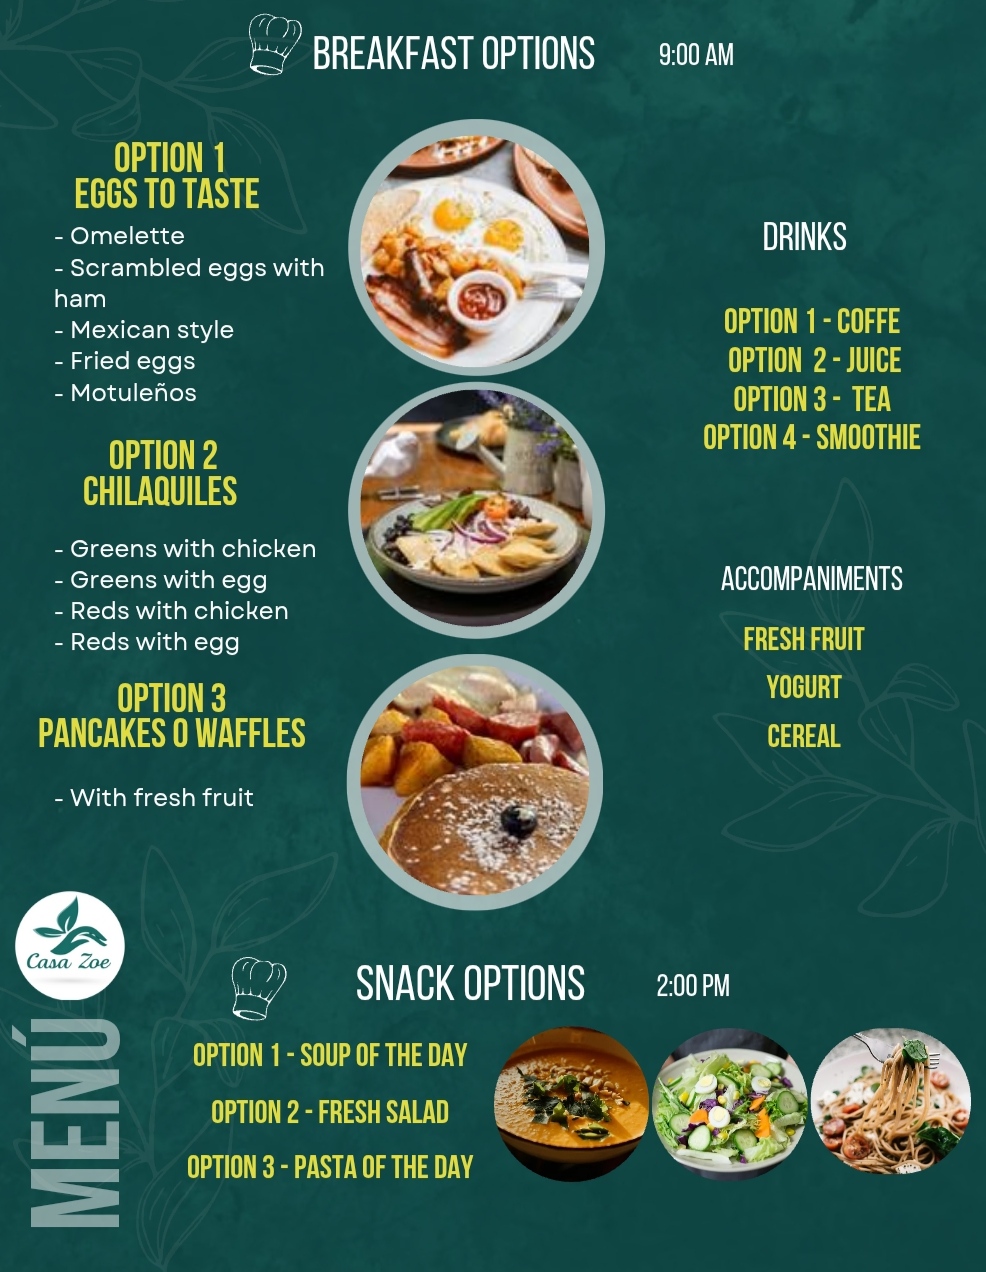 BREAKFAST OPTIONS
9:00 AM
OPTION 1
EGGS TO TASTE
- Omelette
- Scrambled eggs with
ham
- Mexican style
- Fried eggs
- Motuleños
OPTION 2
CHILAQUILES
- Greens with chicken
- Greens with egg
- Reds with chicken
- Reds with egg
OPTION 3
PANCAKES O WAFFLES
- With fresh fruit
DRINKS
OPTION 1 - COFFE
OPTION 2 - JUICE
OPTION 3 - TEA
OPTION 4 - SMOOTHIE
ACCOMPANIMENTS
FRESH FRUIT
YOGURT
CEREAL
Casa Zoe
MENÚ
SNACK OPTIONS
2:00 PM
OPTION 1 - SOUP OF THE DAY
OPTION 2 - FRESH SALAD
OPTION 3 - PASTA OF THE DAY